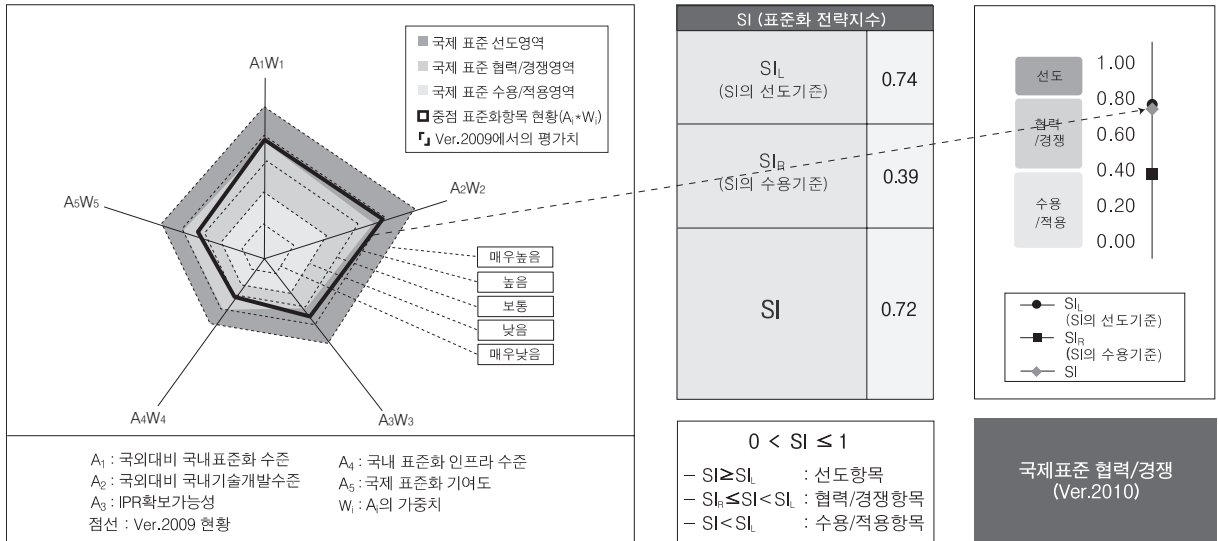 국제 표준 선도영역
국제 표준 협력/경쟁영역
국제 표준 수용/적용영역
중점 표준화항목 현황(Ai*Wi)
Ver.2009에서의 평가치
A1W1
A2W2
A3W3
A4W4
A5W5
매우높음
높음
보통
낮음
매우낮음
A1 : 국외대비 국내표준화 수준
A2 : 국외대비 국내기술개발수준
A3 : IPR확보가능성
점선 : Ver.2009 현황
A4 : 국내 표준화 인프라 수준
A5 : 국제 표준화 기여도
Wi : Ai의 가중치
SI (표준화 전략지수)
SIL
(SI의 선도기준)
0.74
SIR
(SI의 수용기준)
0.39
SI
0.72
0 < SI ≤ 1
– SI≥SIL : 선도항목
– SIR≤SI<SIL : 협력/경쟁항목
– SI<SIL : 수용/적용항목
선도
협력
/경쟁
수용
/적용
1.00
0.80
0.60
0.40
0.20
0.00
SIL
(SI의 선도기준)
SIR
(SI의 수용기준)
SI
국제표준 협력/경쟁
(Ver.2010)